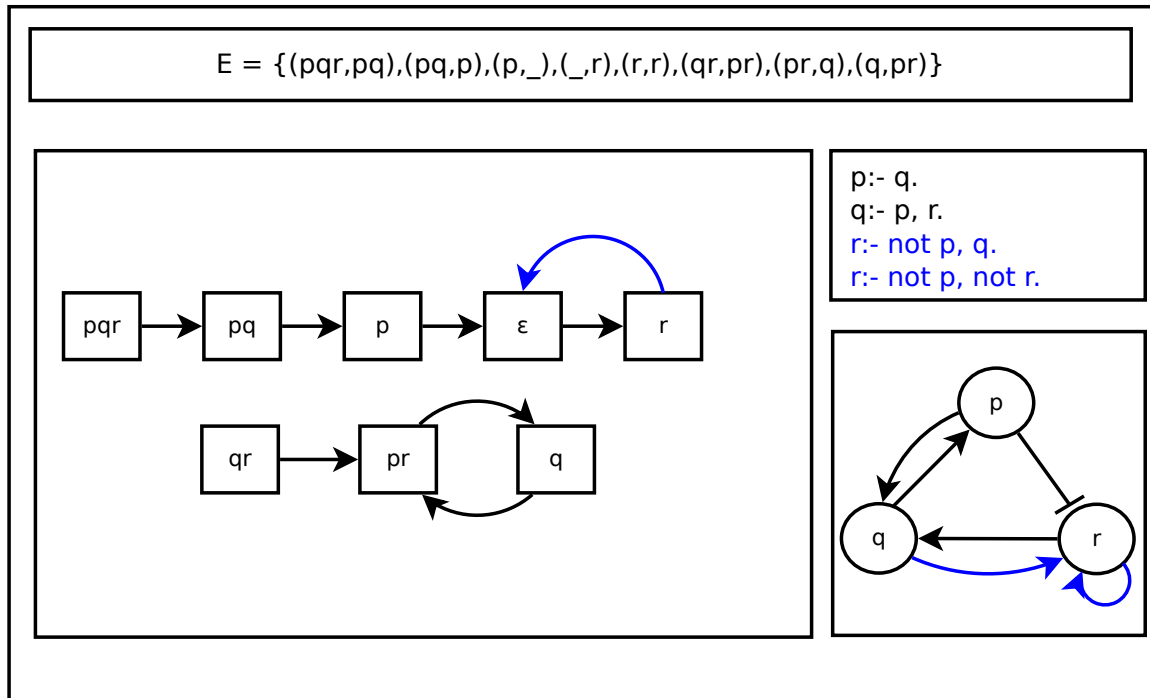 E = {(pqr,pq),(pq,p),(p,_),(_,r),(r,r),(qr,pr),(pr,q),(q,pr)}
p:- q.
q:- p, r.
r:- not p, q.
r:- not p, not r.
pqr
pq
p
ε
r
qr
pr
q
p
q
r